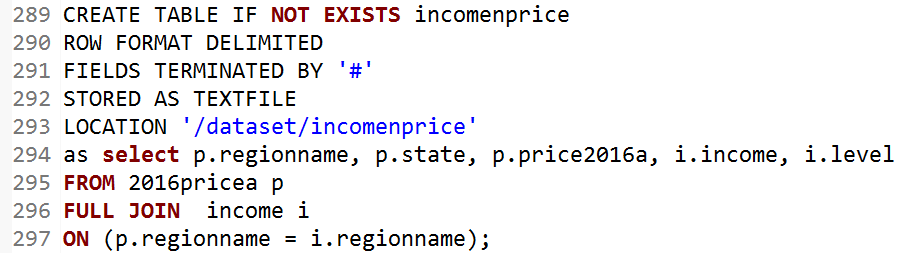 289 CREATE TABLE IF NOT EXISTS incomenprice
290 ROW FORMAT DELIMITED
291 FIELDS TERMINATED BY '#'
292 STORED AS TEXTFILE
293 LOCATION '/dataset/incomenprice'
294 as select p.regionname, p.state, p.price2016a, i.income, i.level
295 FROM 2016pricea p
296 FULL JOIN  income i
297 ON (p.regionname = i.regionname);